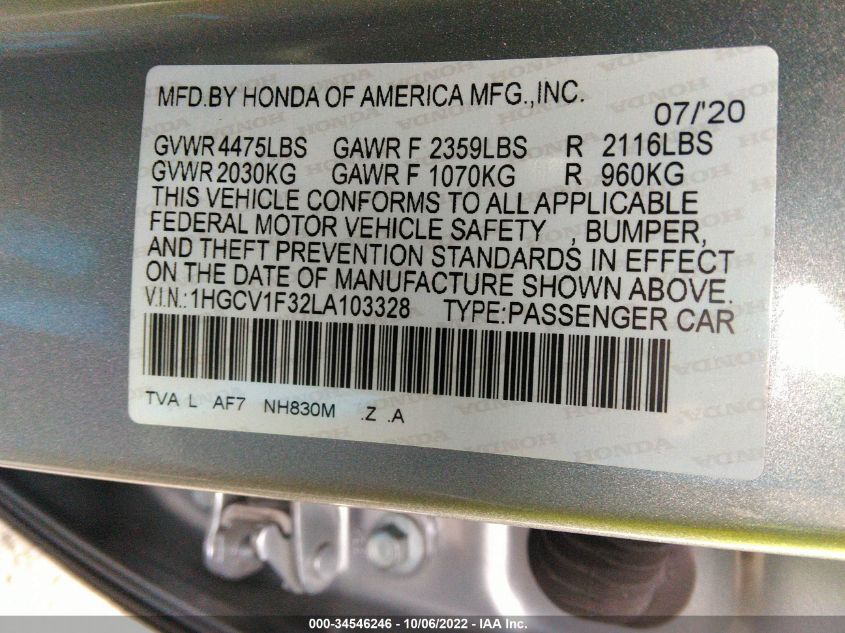 MFD.BY HONDA OF AMERICA MFG.,INC.
07/'20
GVWR 4475LBS GAWR F 2359LBS R 2116LBS
GVWR 2030KG GAWR F 1070KG R 960KG
THIS VEHICLE CONFORMS TO ALL APPLICABLE
FEDERAL MOTOR VEHICLE SAFETY , BUMPER,
AND THEFT PREVENTION STANDARDS IN EFFECT
ON THE DATE OF MANUFACTURE SHOWN ABOVE.
V.I.N.:1HGCV1F32LA103328 TYPE:PASSENGER CAR
TVA L AF7 NH830M .Z .A
000-34546246 - 10/06/2022 - IAA Inc.